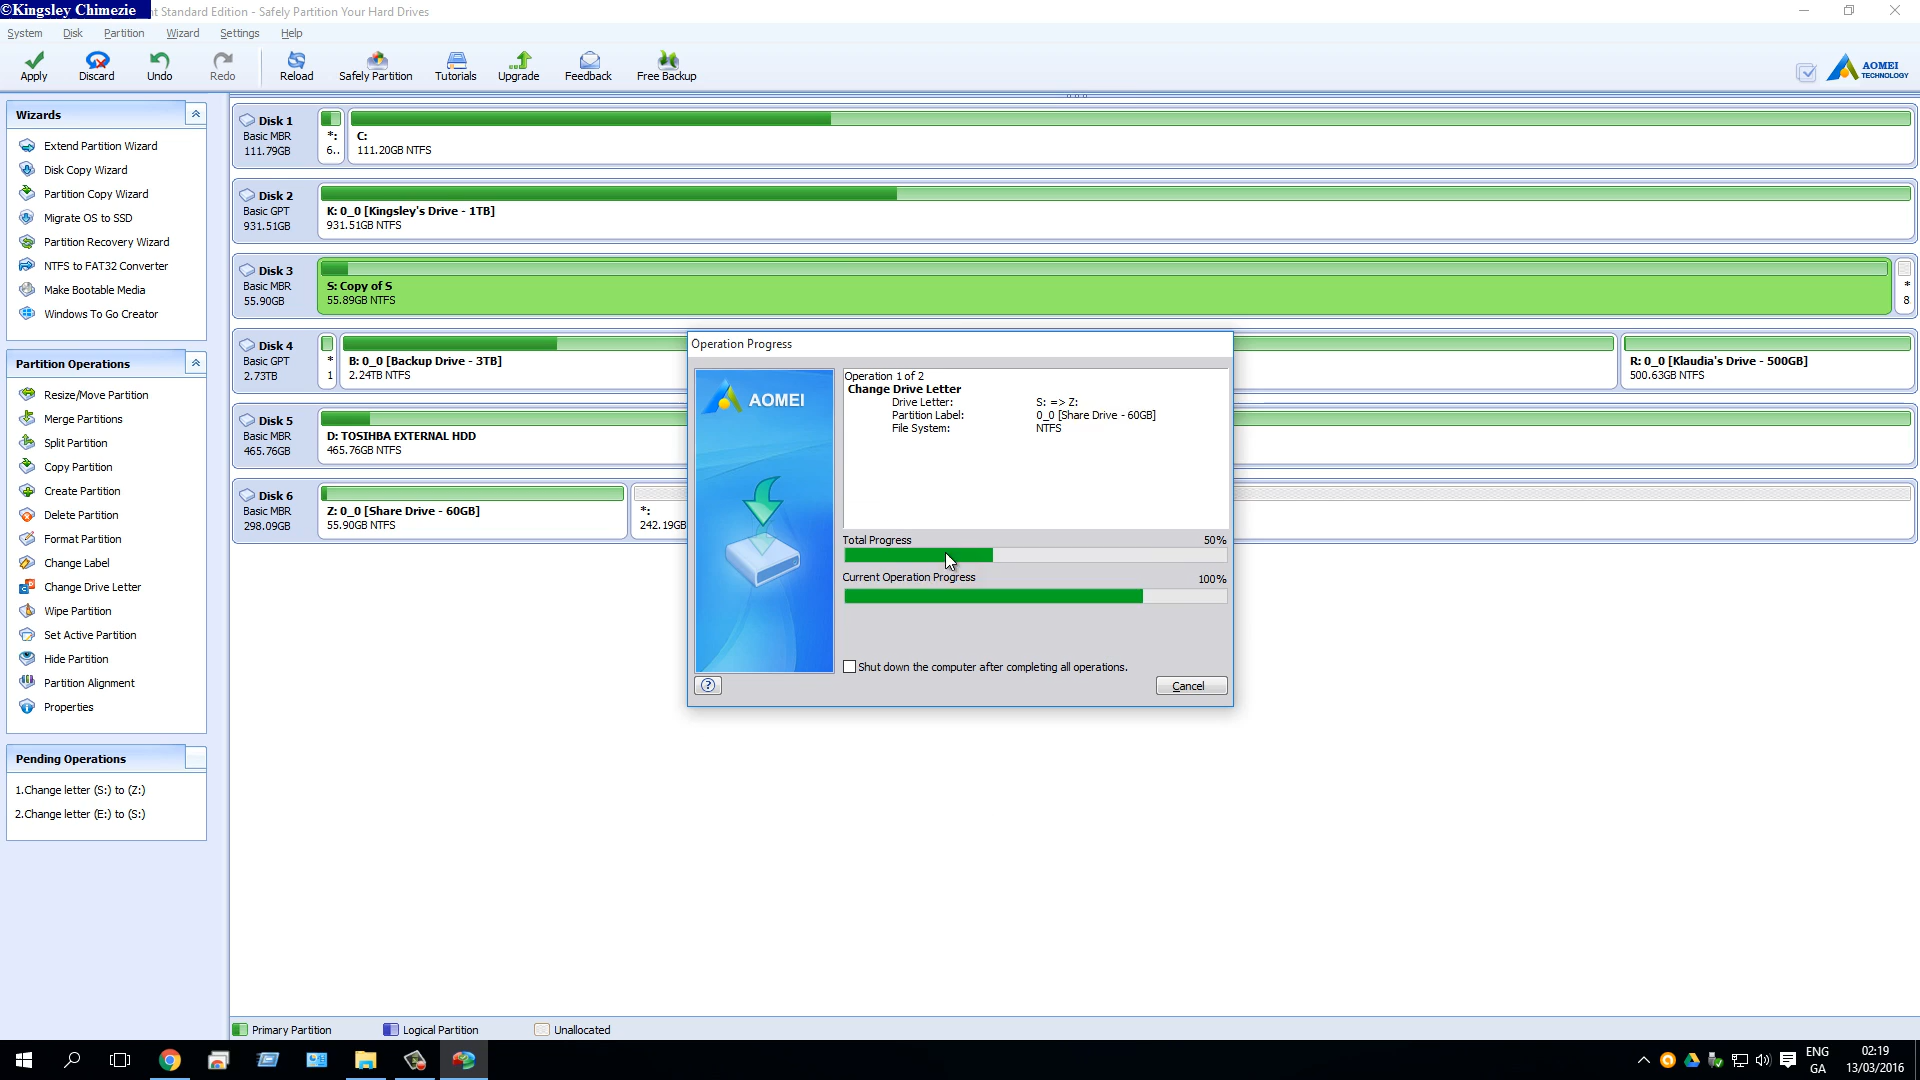 ©Kingsley Chimezie nt Standard Edition - Safely Partition Your Hard Drives
System Disk Partition Wizard Settings Help
Apply Discard Undo Redo Reload Safely Partition Tutorials Upgrade Feedback Free Backup
AOMEI
TECHNOLOGY
Wizards
Extend Partition Wizard
Disk Copy Wizard
Partition Copy Wizard
Migrate OS to SSD
Partition Recovery Wizard
NTFS to FAT32 Converter
Make Bootable Media
Windows To Go Creator
Partition Operations
Resize/Move Partition
Merge Partitions
Split Partition
Copy Partition
Create Partition
Delete Partition
Format Partition
Change Label
Change Drive Letter
Wipe Partition
Set Active Partition
Hide Partition
Partition Alignment
Properties
Pending Operations
1.Change letter (S:) to (Z:)
2.Change letter (E:) to (S:)
Disk 1
Basic MBR
111.79GB
*:
6..
C:
111.20GB NTFS
Disk 2
Basic GPT
931.51GB
K: 0_0 [Kingsley's Drive - 1TB]
931.51GB NTFS
Disk 3
Basic MBR
55.90GB
S: Copy of S
55.89GB NTFS
*
8
Disk 4
Basic GPT
2.73TB
*
1
B: 0_0 [Backup Drive - 3TB]
2.24TB NTFS
R: 0_0 [Klaudia's Drive - 500GB]
500.63GB NTFS
Disk 5
Basic MBR
465.76GB
D: TOSIHBA EXTERNAL HDD
465.76GB NTFS
Disk 6
Basic MBR
298.09GB
Z: 0_0 [Share Drive - 60GB]
55.90GB NTFS
*:
242.19GB
Operation Progress
AOMEI
Operation 1 of 2
Change Drive Letter
Drive Letter: S: => Z:
Partition Label: 0_0 [Share Drive - 60GB]
File System: NTFS
Total Progress 50%
Current Operation Progress 100%
Shut down the computer after completing all operations.
? Cancel
Primary Partition Logical Partition Unallocated
ENG
GA
02:19
13/03/2016